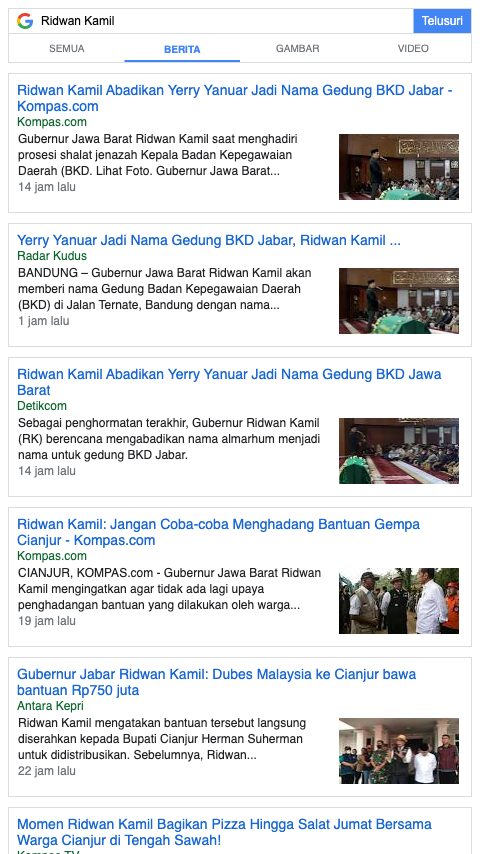 Ridwan Kamil
Telusuri
SEMUA
BERITA
GAMBAR
VIDEO
Ridwan Kamil Abadikan Yerry Yanuar Jadi Nama Gedung BKD Jabar -
Kompas.com
Kompas.com
Gubernur Jawa Barat Ridwan Kamil saat menghadiri
prosesi shalat jenazah Kepala Badan Kepegawaian
Daerah (BKD. Lihat Foto. Gubernur Jawa Barat...
14 jam lalu
Yerry Yanuar Jadi Nama Gedung BKD Jabar, Ridwan Kamil ...
Radar Kudus
BANDUNG – Gubernur Jawa Barat Ridwan Kamil akan
memberi nama Gedung Badan Kepegawaian Daerah
(BKD) di Jalan Ternate, Bandung dengan nama...
1 jam lalu
Ridwan Kamil Abadikan Yerry Yanuar Jadi Nama Gedung BKD Jawa
Barat
Detikcom
Sebagai penghormatan terakhir, Gubernur Ridwan Kamil
(RK) berencana mengabadikan nama almarhum menjadi
nama untuk gedung BKD Jabar.
14 jam lalu
Ridwan Kamil: Jangan Coba-coba Menghadang Bantuan Gempa
Cianjur - Kompas.com
Kompas.com
CIANJUR, KOMPAS.com - Gubernur Jawa Barat Ridwan
Kamil mengingatkan agar tidak ada lagi upaya
penghadangan bantuan yang dilakukan oleh warga...
19 jam lalu
Gubernur Jabar Ridwan Kamil: Dubes Malaysia ke Cianjur bawa
bantuan Rp750 juta
Antara Kepri
Ridwan Kamil mengatakan bantuan tersebut langsung
diserahkan kepada Bupati Cianjur Herman Suherman
untuk didistribusikan. Sebelumnya, Ridwan...
22 jam lalu
Momen Ridwan Kamil Bagikan Pizza Hingga Salat Jumat Bersama
Warga Cianjur di Tengah Sawah!
Kompas TV